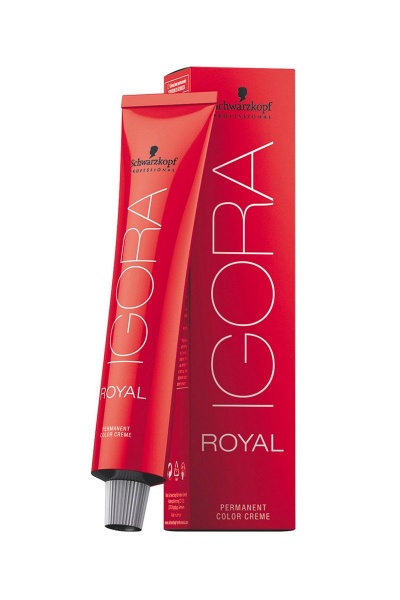 Schwarzkopf
PROFESSIONAL
IGORA
ROYAL
PERMANENT
COLOR CREME
Schwarzkopf
PROFESSIONAL
IGORA
ROYAL
PERMANENT
COLOR CREME